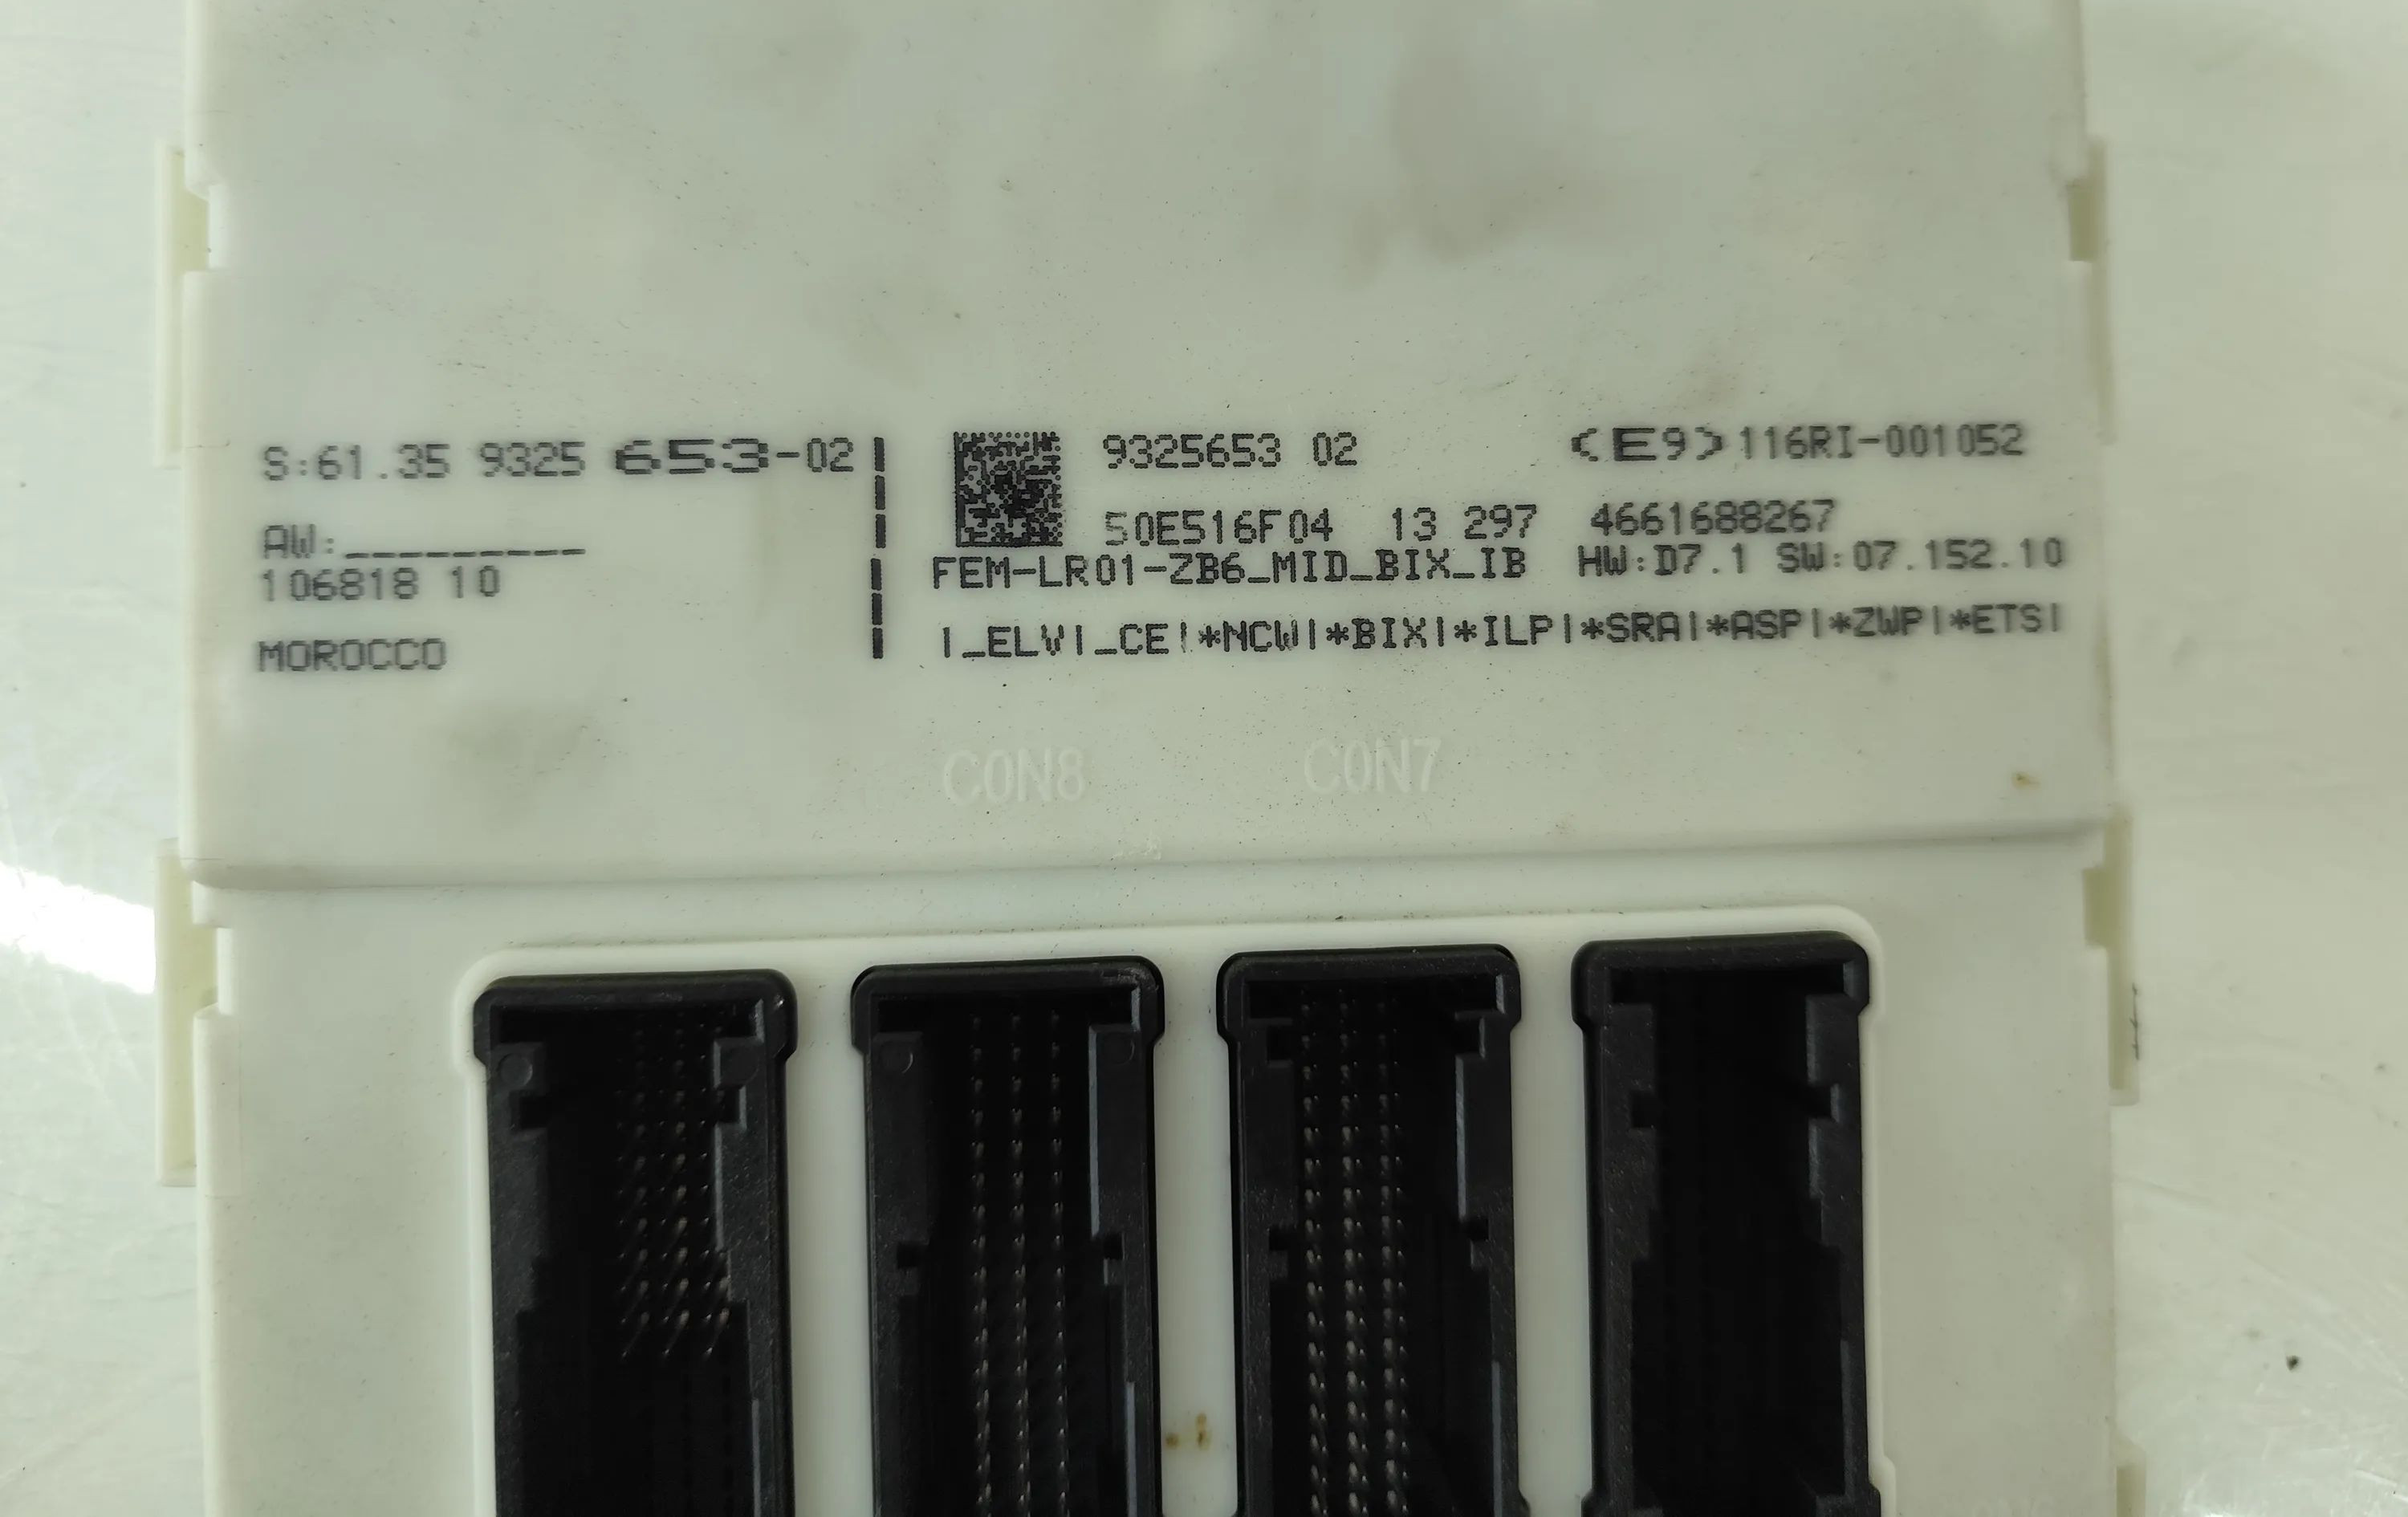 S:61.35 9325 653-02
AW:_________
106818 10
MOROCCO
9325653 02 <E9>116RI-001052
50E516F04 13 297 4661688267
FEM-LR01-ZB6_MID_BIX_IB HW:D7.1 SW:07.152.10
|_ELV|_CE|*NCW|*BIX|*ILP|*SRA|*ASP|*ZWP|*ETS|
CON8 CON7